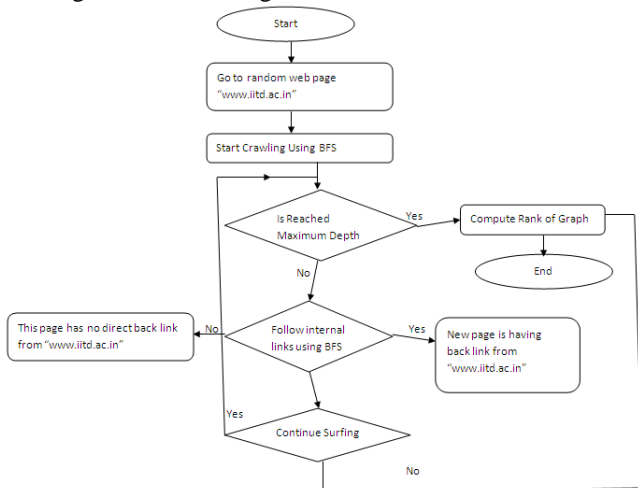 Start
Go to random web page
“www.iitd.ac.in”
Start Crawling Using BFS
Is Reached
Maximum Depth
Yes
Compute Rank of Graph
End
No
This page has no direct back link
from “www.iitd.ac.in”
No
Follow internal
links using BFS
Yes
New page is having
back link from
“www.iitd.ac.in”
Yes
Continue Surfing
No